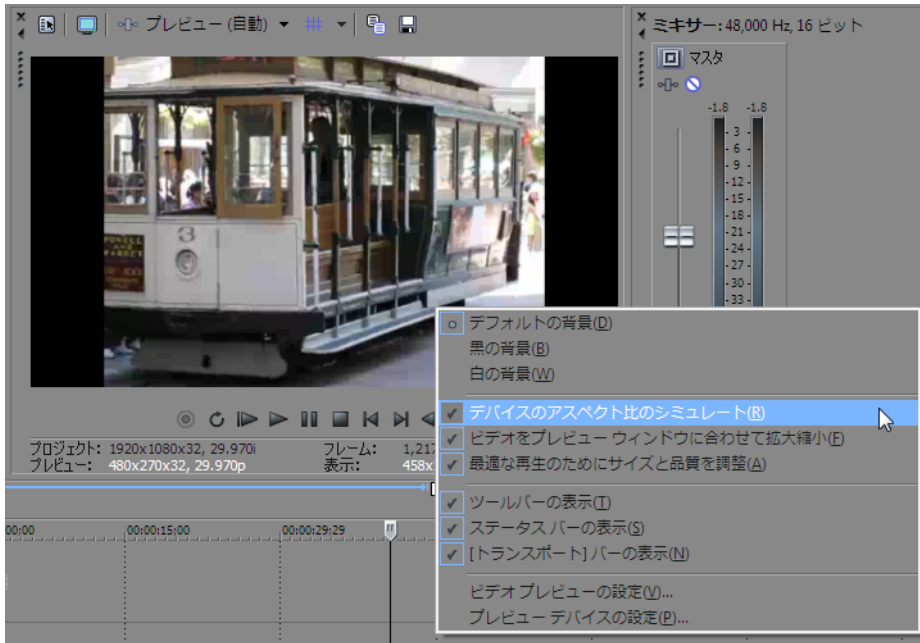 プレビュー (自動)
ミキサー: 48,000 Hz, 16 ビット
マスタ
-1.8 -1.8
- 3 -
- 6 -
- 9 -
-12-
-15-
-18-
-21-
-24-
-27-
-30-
-33-
POWELL
AND
MARKET
3
プロジェクト: 1920x1080x32, 29.970i
フレーム: 1,217
プレビュー: 480x270x32, 29.970p
表示: 458x
00:00
00:00:15:00
00:00:29:29
デフォルトの背景(D)
黒の背景(B)
白の背景(W)
デバイスのアスペクト比のシミュレート(R)
ビデオをプレビュー ウィンドウに合わせて拡大縮小(F)
最適な再生のためにサイズと品質を調整(A)
ツールバーの表示(T)
ステータス バーの表示(S)
[トランスポート] バーの表示(N)
ビデオ プレビューの設定(V)...
プレビュー デバイスの設定(P)...